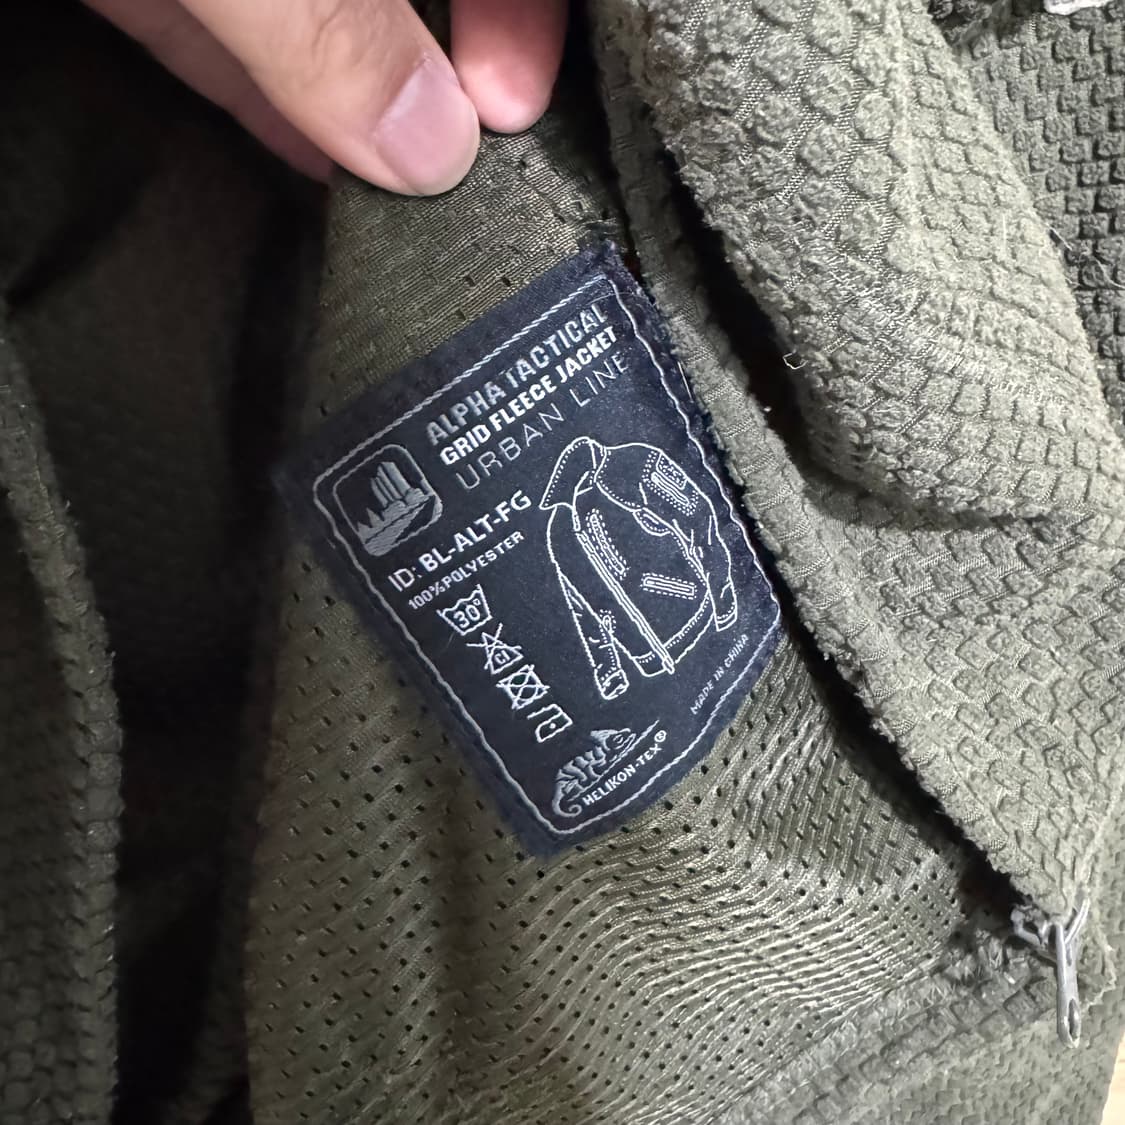 ALPHA TACTICAL
GRID FLEECE JACKET
URBAN LINE
ID: BL-ALT-FG
100% POLYESTER
30°
Cl
MADE IN CHINA
HELIKON-TEX®